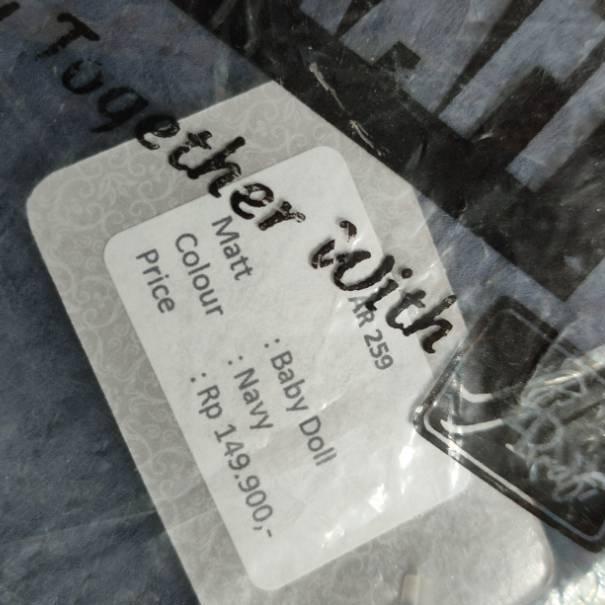 Together With
AR 259
Matt : Baby Doll
Colour : Navy
Price : Rp 149.900,-